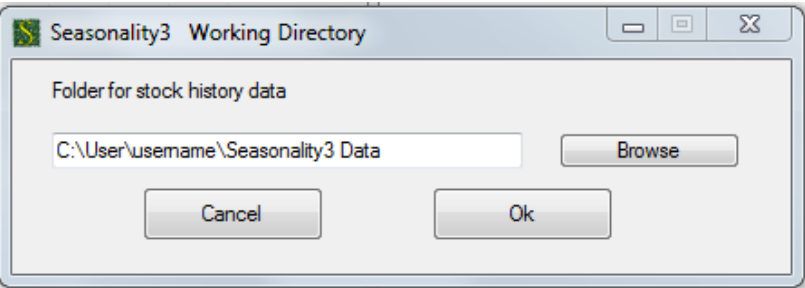 Seasonality3 Working Directory
Folder for stock history data
C:\User\username\Seasonality3 Data
Browse
Cancel
Ok